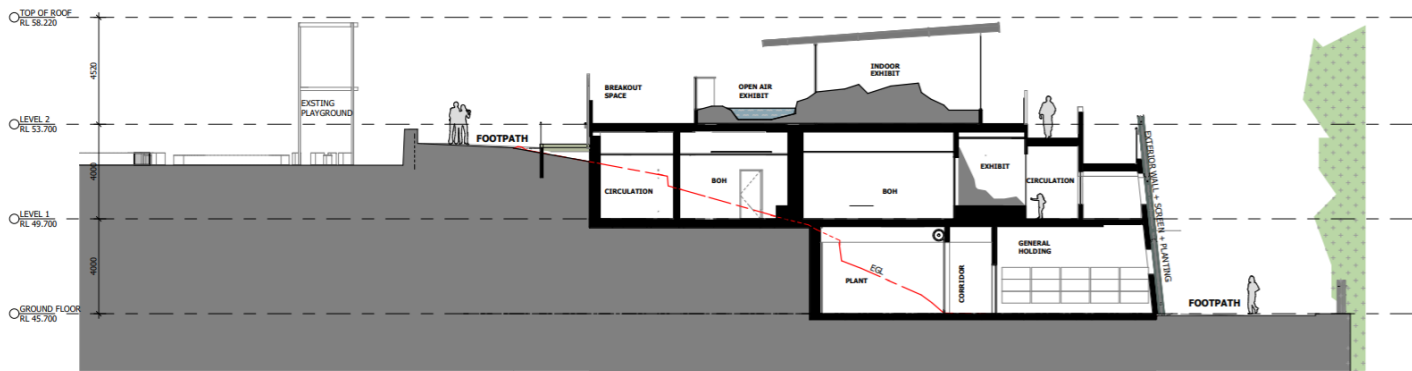 TOP OF ROOF
RL 58.220
4520
EXSTING
PLAYGROUND
BREAKOUT
SPACE
OPEN AIR
EXHIBIT
INDOOR
EXHIBIT
LEVEL 2
RL 53.700
FOOTPATH
4000
CIRCULATION
BOH
BOH
EXHIBIT
CIRCULATION
EXTERIOR WALL + SCREEN + PLANTING
LEVEL 1
RL 49.700
4000
EGL
PLANT
CORRIDOR
GENERAL
HOLDING
FOOTPATH
GROUND FLOOR
RL 45.700